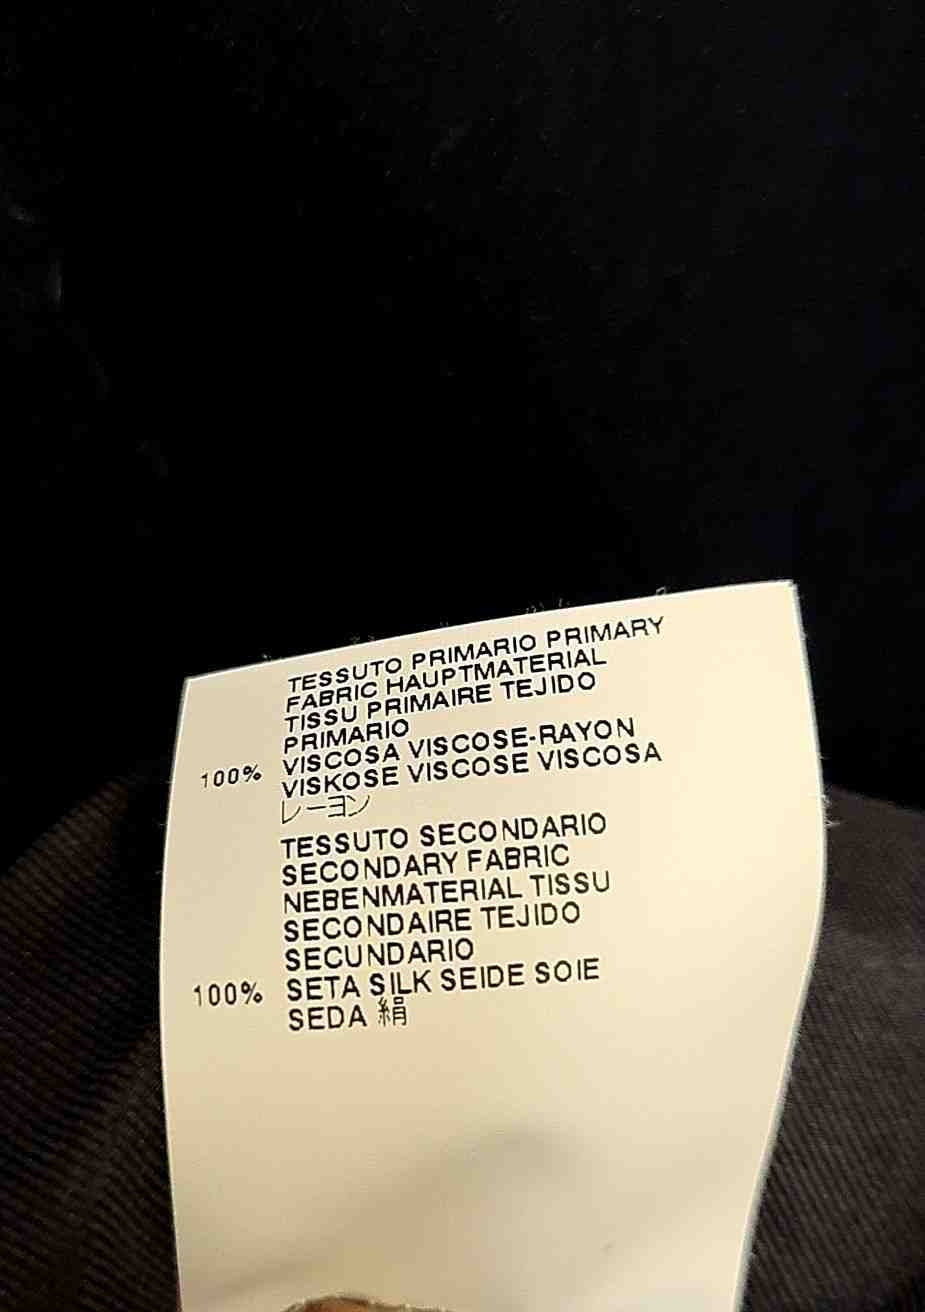 TESSUTO PRIMARIO PRIMARY
FABRIC HAUPTMATERIAL
TISSU PRIMAIRE TEJIDO
PRIMARIO
VISCOSA VISCOSE-RAYON
100% VISKOSE VISCOSE VISCOSA
レーヨン
TESSUTO SECONDARIO
SECONDARY FABRIC
NEBENMATERIAL TISSU
SECONDAIRE TEJIDO
SECUNDARIO
100% SETA SILK SEIDE SOIE
SEDA 絹